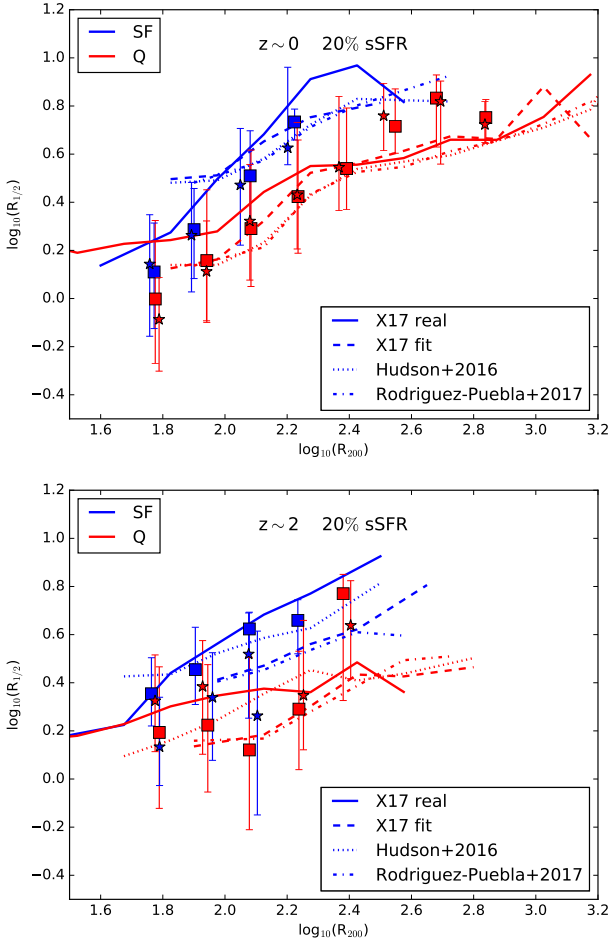 1.2
1.0
0.8
0.6
0.4
0.2
0.0
−0.2
−0.4
log₁₀(R₁/₂)
SF
Q
z∼0 20% sSFR
X17 real
X17 fit
Hudson+2016
Rodriguez-Puebla+2017
1.6 1.8 2.0 2.2 2.4 2.6 2.8 3.0 3.2
log₁₀(R₂₀₀)
1.2
1.0
0.8
0.6
0.4
0.2
0.0
−0.2
−0.4
log₁₀(R₁/₂)
SF
Q
z∼2 20% sSFR
X17 real
X17 fit
Hudson+2016
Rodriguez-Puebla+2017
1.6 1.8 2.0 2.2 2.4 2.6 2.8 3.0 3.2
log₁₀(R₂₀₀)